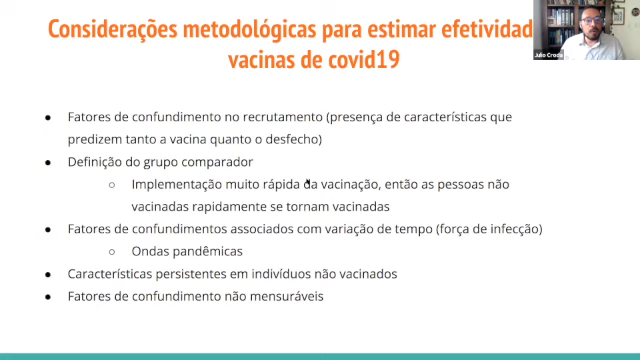 Considerações metodológicas para estimar efetividade
vacinas de covid19
Julio Croda
● Fatores de confundimento no recrutamento (presença de características que
predizem tanto a vacina quanto o desfecho)
● Definição do grupo comparador
○ Implementação muito rápida da vacinação, então as pessoas não
vacinadas rapidamente se tornam vacinadas
● Fatores de confundimentos associados com variação de tempo (força de infecção)
○ Ondas pandêmicas
● Características persistentes em indivíduos não vacinados
● Fatores de confundimento não mensuráveis